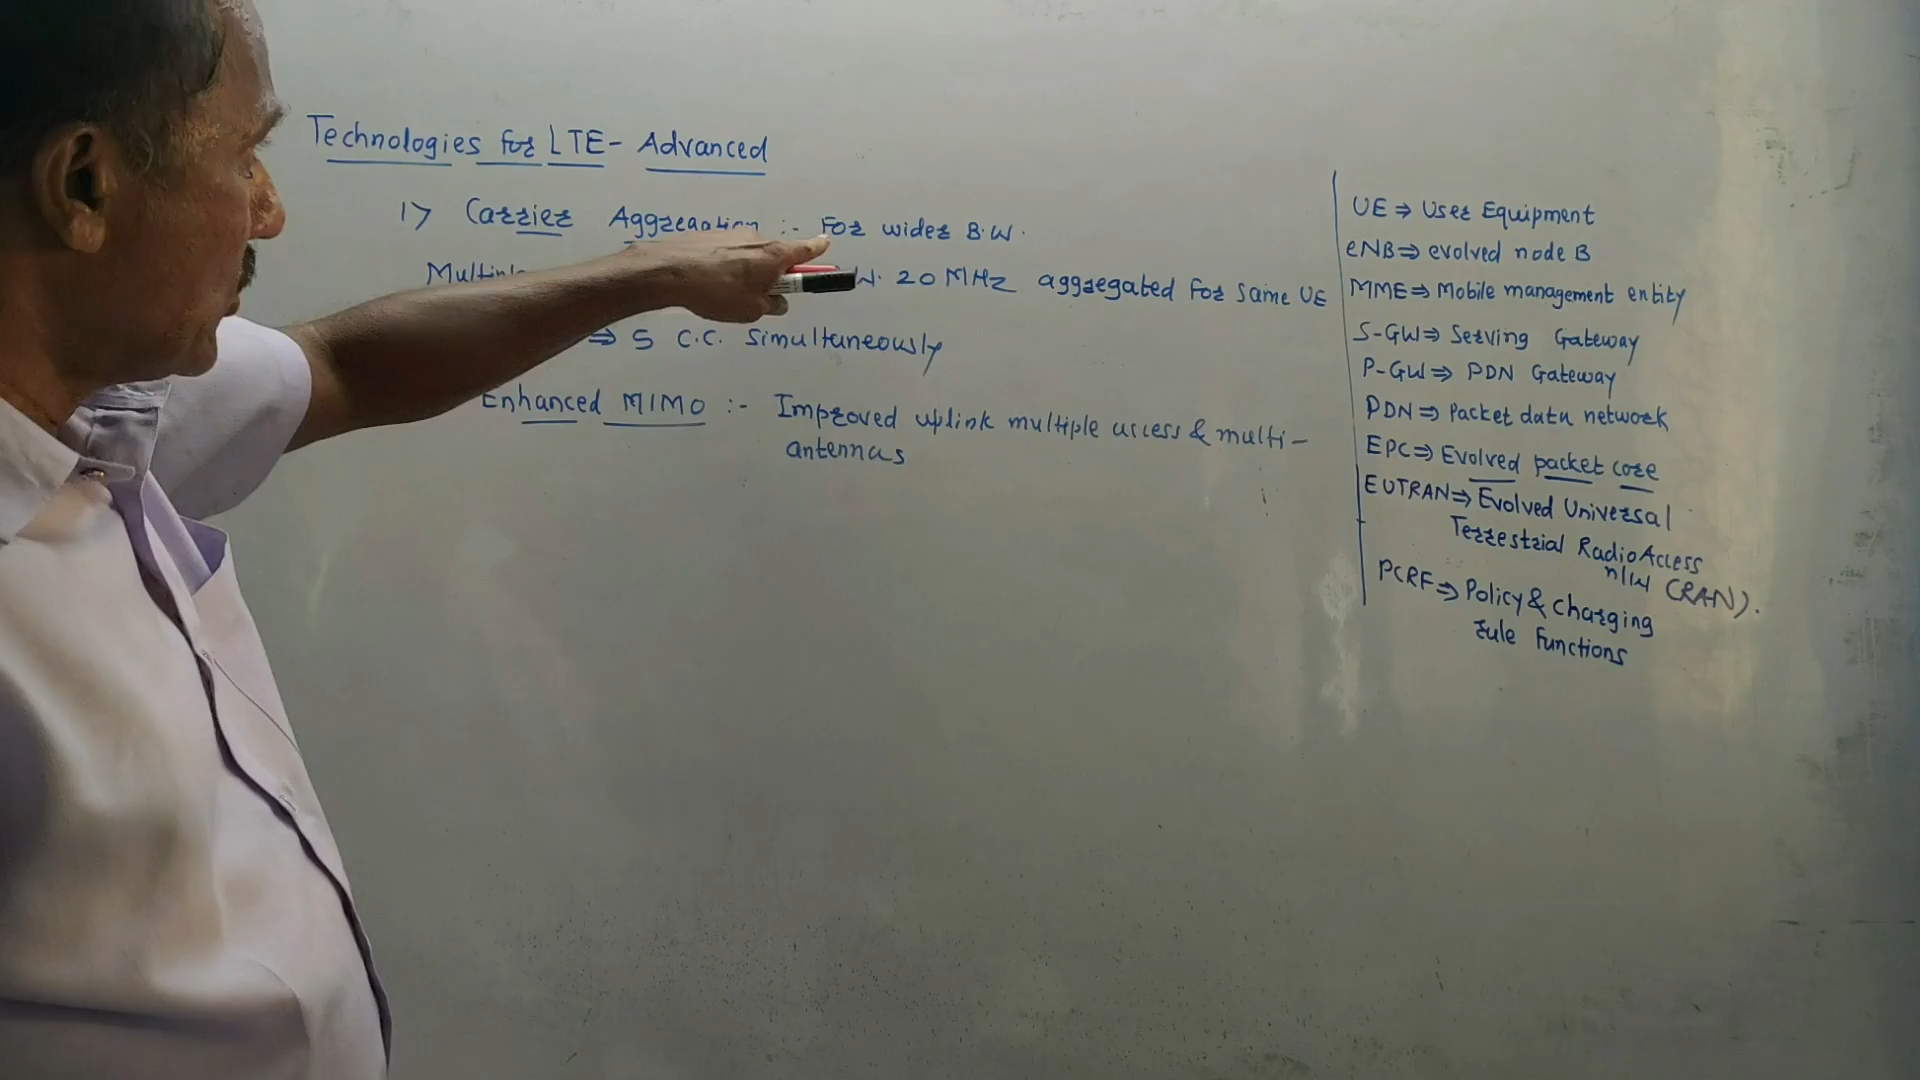 Technologies for LTE- Advanced
1) Carrier Aggregation :- For wider B.W.
20 MHz aggregated for same UE
⇒ 5 C.C. Simultaneously
Enhanced MIMO :- Improved uplink multiple access & multi-
antennas
UE ⇒ User Equipment
eNB ⇒ evolved node B
MME ⇒ Mobile management entity
S-GW ⇒ Serving Gateway
P-GW ⇒ PDN Gateway
PDN ⇒ Packet data network
EPC ⇒ Evolved packet core
EUTRAN ⇒ Evolved Universal
Terrestrial Radio Access
n/w (RAN).
PCRF ⇒ Policy & charging
rule functions